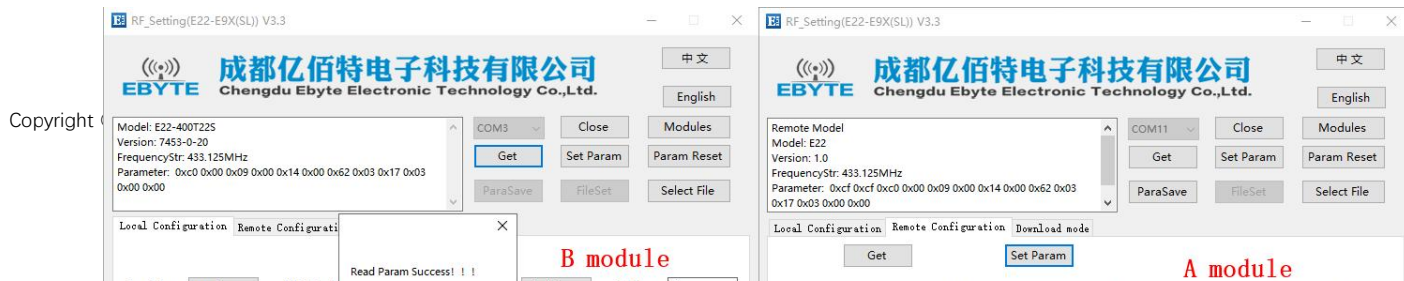 RF_Setting(E22-E9X(SL)) V3.3
EBYTE
成都亿佰特电子科技有限公司
Chengdu Ebyte Electronic Technology Co.,Ltd.
中文
English
Copyright
Model: E22-400T22S
Version: 7453-0-20
FrequencyStr: 433.125MHz
Parameter: 0xc0 0x00 0x09 0x00 0x14 0x00 0x62 0x03 0x17 0x03
0x00 0x00
COM3
Close
Modules
Get
Set Param
Param Reset
ParaSave
FileSet
Select File
Local Configuration
Remote Configurati
Read Param Success! ! !
B module
RF_Setting(E22-E9X(SL)) V3.3
EBYTE
成都亿佰特电子科技有限公司
Chengdu Ebyte Electronic Technology Co.,Ltd.
中文
English
Remote Model
Model: E22
Version: 1.0
FrequencyStr: 433.125MHz
Parameter: 0xcf 0xcf 0xc0 0x00 0x09 0x00 0x14 0x00 0x62 0x03
0x17 0x03 0x00 0x00
COM11
Close
Modules
Get
Set Param
Param Reset
ParaSave
FileSet
Select File
Local Configuration
Remote Configuration
Download mode
Get
Set Param
A module